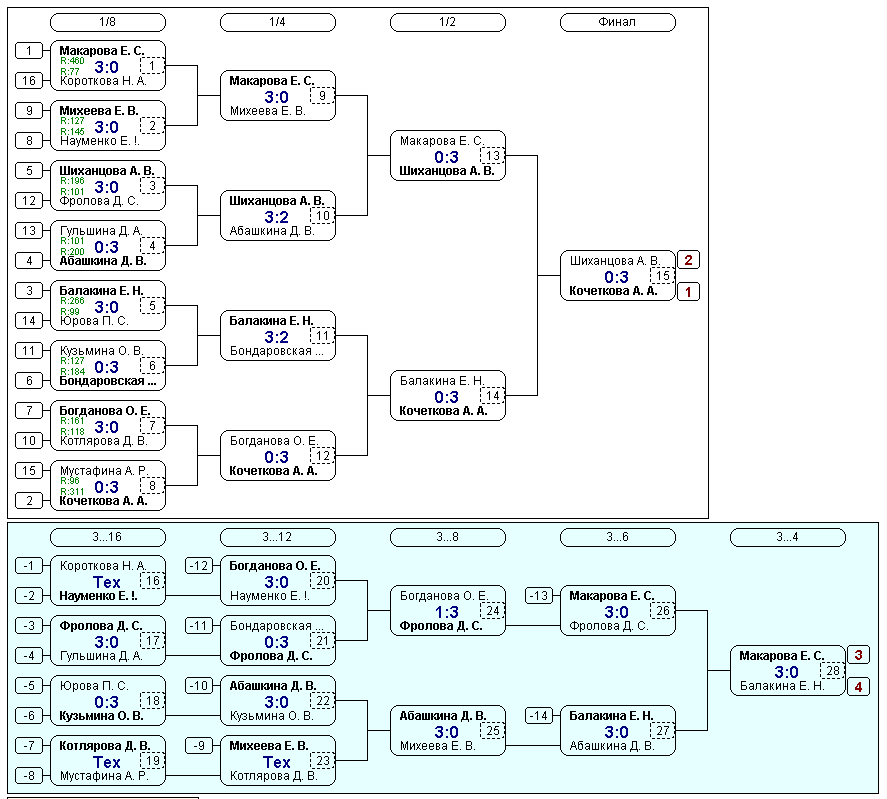 1/8 1/4 1/2 Финал
1 Макарова Е. С.
R:460 3:0 1
R:77
16 Короткова Н. А.
Макарова Е. С.
3:0 9
Михеева Е. В.
9 Михеева Е. В.
R:127 3:0 2
R:145
8 Науменко Е. !.
Макарова Е. С.
0:3 13
Шиханцова А. В.
5 Шиханцова А. В.
R:196 3:0 3
R:101
12 Фролова Д. С.
Шиханцова А. В.
3:2 10
Абашкина Д. В.
13 Гульшина Д. А.
R:101 0:3 4
R:200
4 Абашкина Д. В.
Шиханцова А. В. 2
0:3 15
Кочеткова А. А. 1
3 Балакина Е. Н.
R:266 3:0 5
R:99
14 Юрова П. С.
Балакина Е. Н.
3:2 11
Бондаровская ...
11 Кузьмина О. В.
R:127 0:3 6
R:184
6 Бондаровская ...
Балакина Е. Н.
0:3 14
Кочеткова А. А.
7 Богданова О. Е.
R:161 3:0 7
R:118
10 Котлярова Д. В.
Богданова О. Е.
0:3 12
Кочеткова А. А.
15 Мустафина А. Р.
R:96 0:3 8
R:311
2 Кочеткова А. А.
3...16 3...12 3...8 3...6 3...4
-1 Короткова Н. А.
Tex 16
-2 Науменко Е. !.
-12 Богданова О. Е.
3:0 20
Науменко Е. !.
Богданова О. Е.
1:3 24
Фролова Д. С.
-13 Макарова Е. С.
3:0 26
Фролова Д. С.
-3 Фролова Д. С.
3:0 17
-4 Гульшина Д. А.
-11 Бондаровская ...
0:3 21
Фролова Д. С.
Макарова Е. С. 3
3:0 28
Балакина Е. Н. 4
-5 Юрова П. С.
0:3 18
-6 Кузьмина О. В.
-10 Абашкина Д. В.
3:0 22
Кузьмина О. В.
Абашкина Д. В.
3:0 25
Михеева Е. В.
-14 Балакина Е. Н.
3:0 27
Абашкина Д. В.
-7 Котлярова Д. В.
Tex 19
-8 Мустафина А. Р.
-9 Михеева Е. В.
Tex 23
Котлярова Д. В.